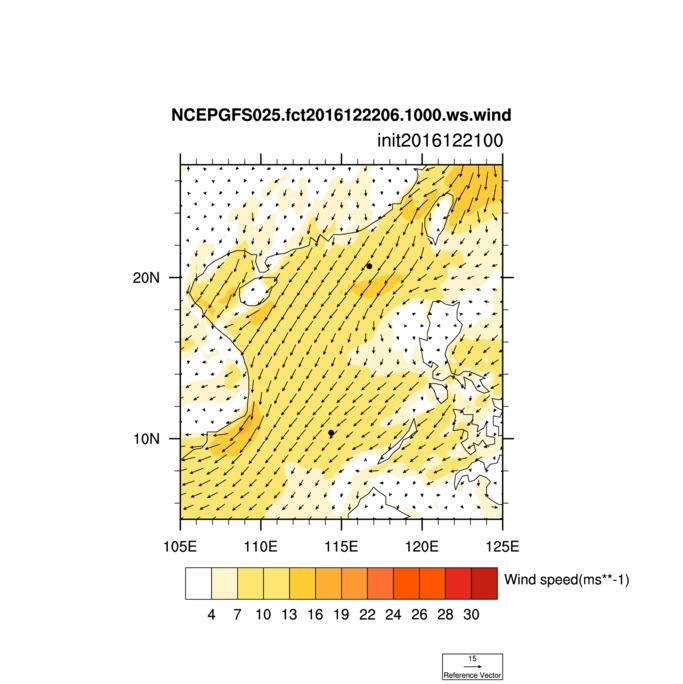 NCEPGFS025.fct2016122206.1000.ws.wind
init2016122100
20N
10N
105E 110E 115E 120E 125E
Wind speed(ms**-1)
4 7 10 13 16 19 22 24 26 28 30
15
Reference Vector